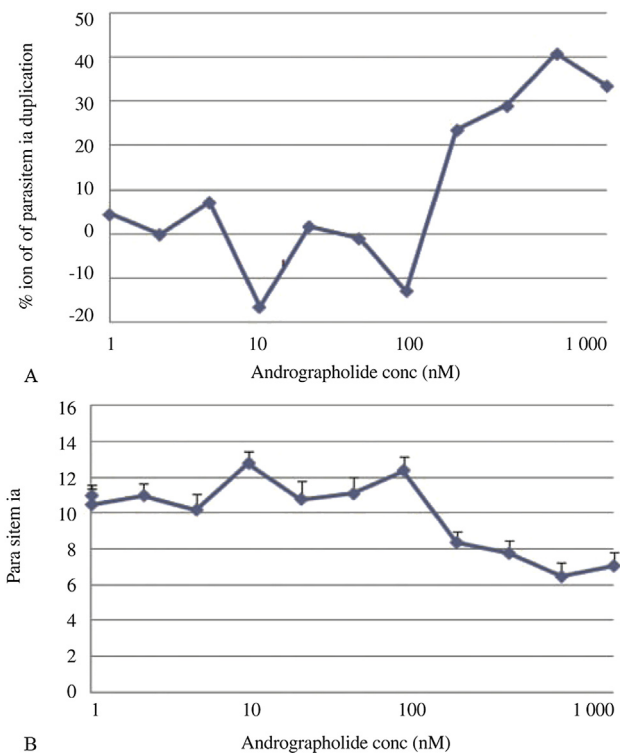 50
40
30
20
10
0
-10
-20
% ion of of parasitem ia duplication
1 10 100 1 000
A
Andrographolide conc (nM)
16
14
12
10
8
6
4
2
0
Para sitem ia
1 10 100 1 000
B
Andrographolide conc (nM)